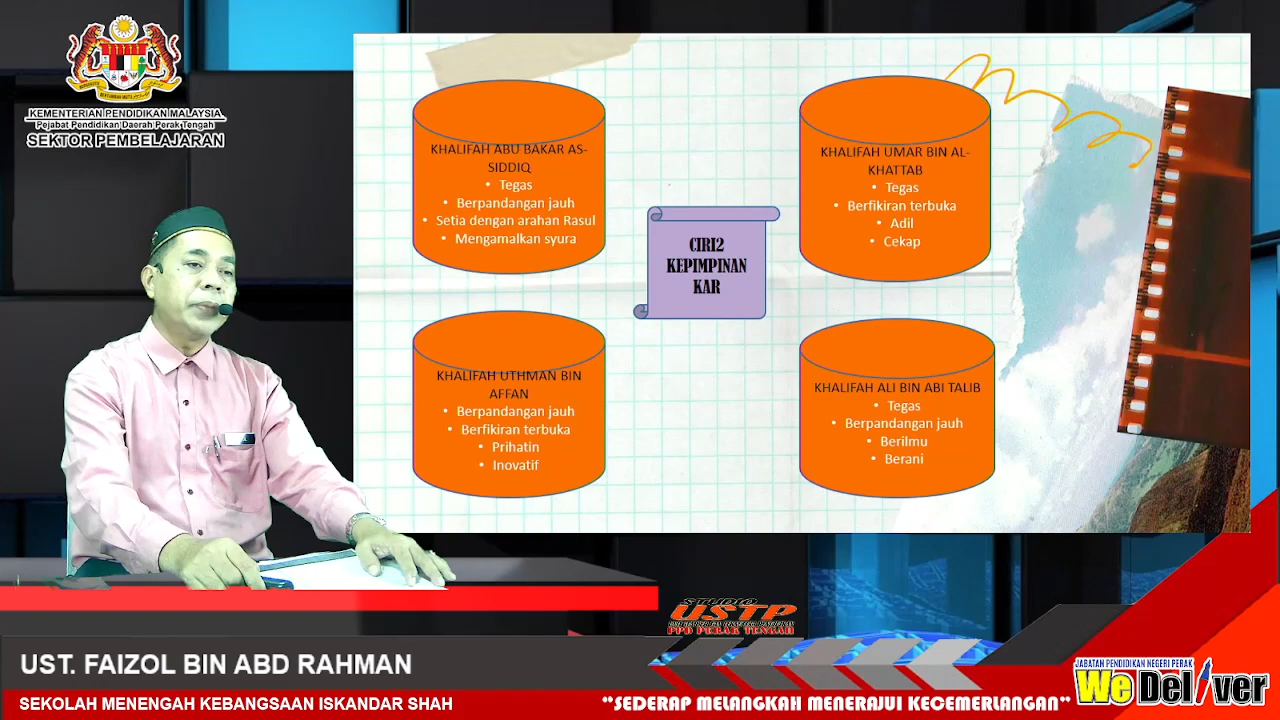 KEMENTERIAN PENDIDIKAN MALAYSIA
Pejabat Pendidikan Daerah Perak Tengah
SEKTOR PEMBELAJARAN
KHALIFAH ABU BAKAR AS-
SIDDIQ
• Tegas
• Berpandangan jauh
• Setia dengan arahan Rasul
• Mengamalkan syura
KHALIFAH UMAR BIN AL-
KHATTAB
• Tegas
• Berfikiran terbuka
• Adil
• Cekap
CIRI2
KEPIMPINAN
KAR
KHALIFAH UTHMAN BIN
AFFAN
• Berpandangan jauh
• Berfikiran terbuka
• Prihatin
• Inovatif
KHALIFAH ALI BIN ABI TALIB
• Tegas
• Berpandangan jauh
• Berilmu
• Berani
STUDIO
USTP
PPD PERAK TENGAH
UST. FAIZOL BIN ABD RAHMAN
SEKOLAH MENENGAH KEBANGSAAN ISKANDAR SHAH
"SEDERAP MELANGKAH MENERAJUI KECEMERLANGAN"
JABATAN PENDIDIKAN NEGERI PERAK
We Deliver